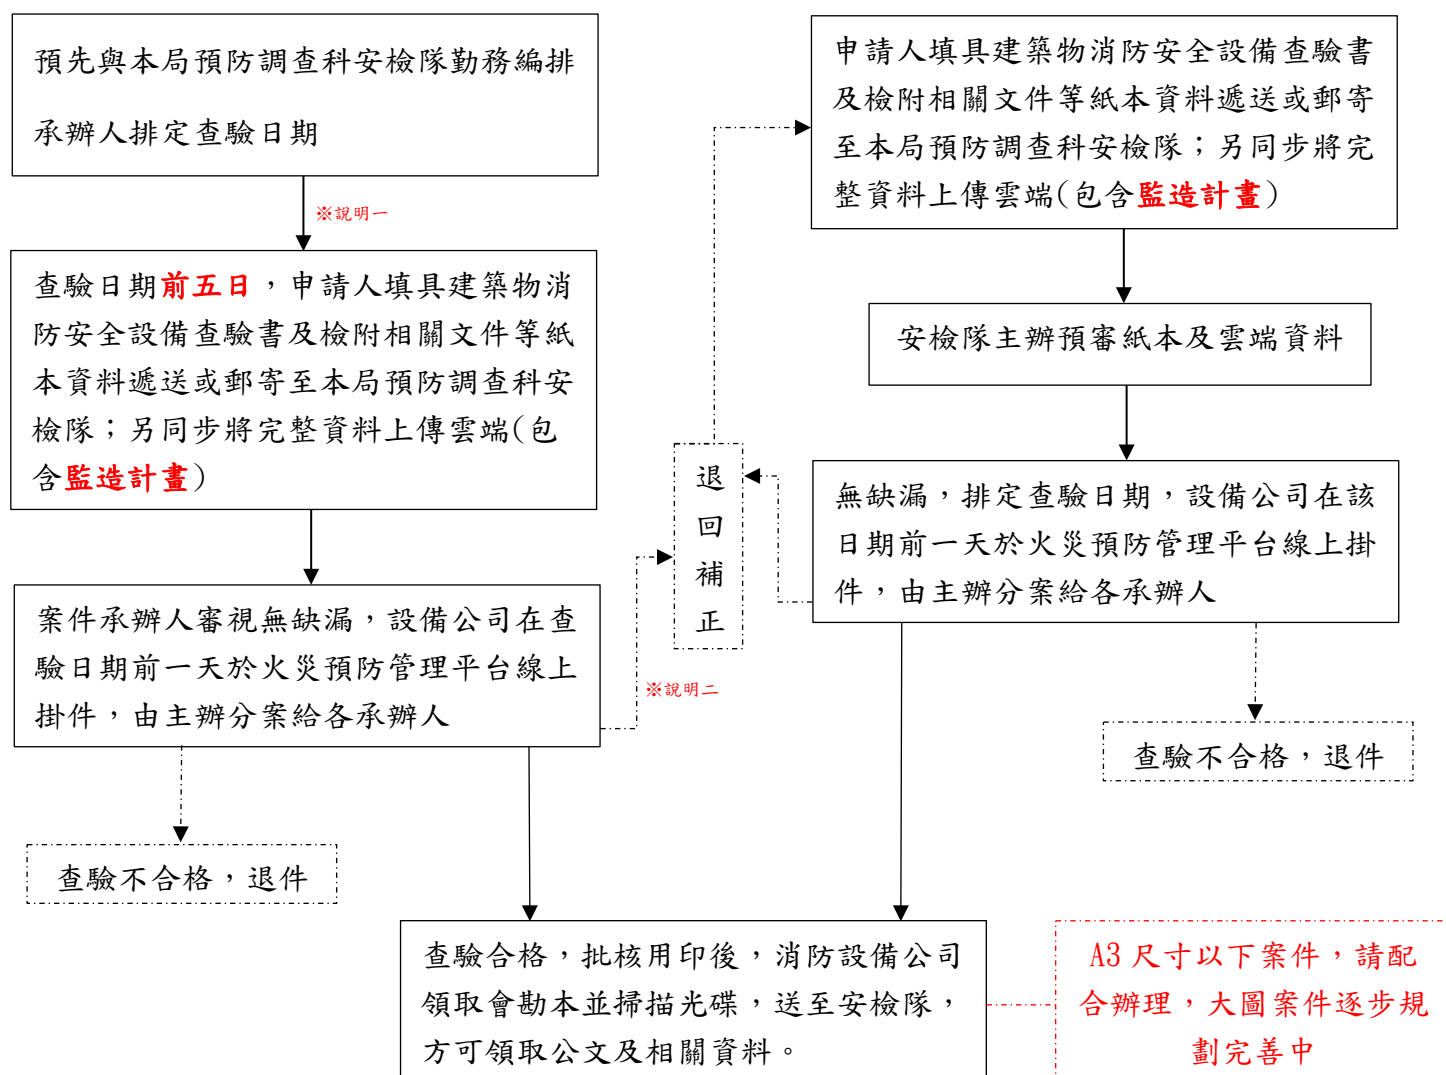 預先與本局預防調查科安檢隊勤務編排
承辦人排定查驗日期
※說明一
查驗日期前五日，申請人填具建築物消
防安全設備查驗書及檢附相關文件等紙
本資料遞送或郵寄至本局預防調查科安
檢隊；另同步將完整資料上傳雲端(包
含監造計畫)
案件承辦人審視無缺漏，設備公司在查
驗日期前一天於火災預防管理平台線上
掛件，由主辦分案給各承辦人
※說明二
查驗不合格，退件
退
回
補
正
申請人填具建築物消防安全設備查驗書
及檢附相關文件等紙本資料遞送或郵寄
至本局預防調查科安檢隊；另同步將完
整資料上傳雲端(包含監造計畫)
安檢隊主辦預審紙本及雲端資料
無缺漏，排定查驗日期，設備公司在該
日期前一天於火災預防管理平台線上掛
件，由主辦分案給各承辦人
查驗不合格，退件
查驗合格，批核用印後，消防設備公司
領取會勘本並掃描光碟，送至安檢隊，
方可領取公文及相關資料。
A3 尺寸以下案件，請配
合辦理，大圖案件逐步規
劃完善中